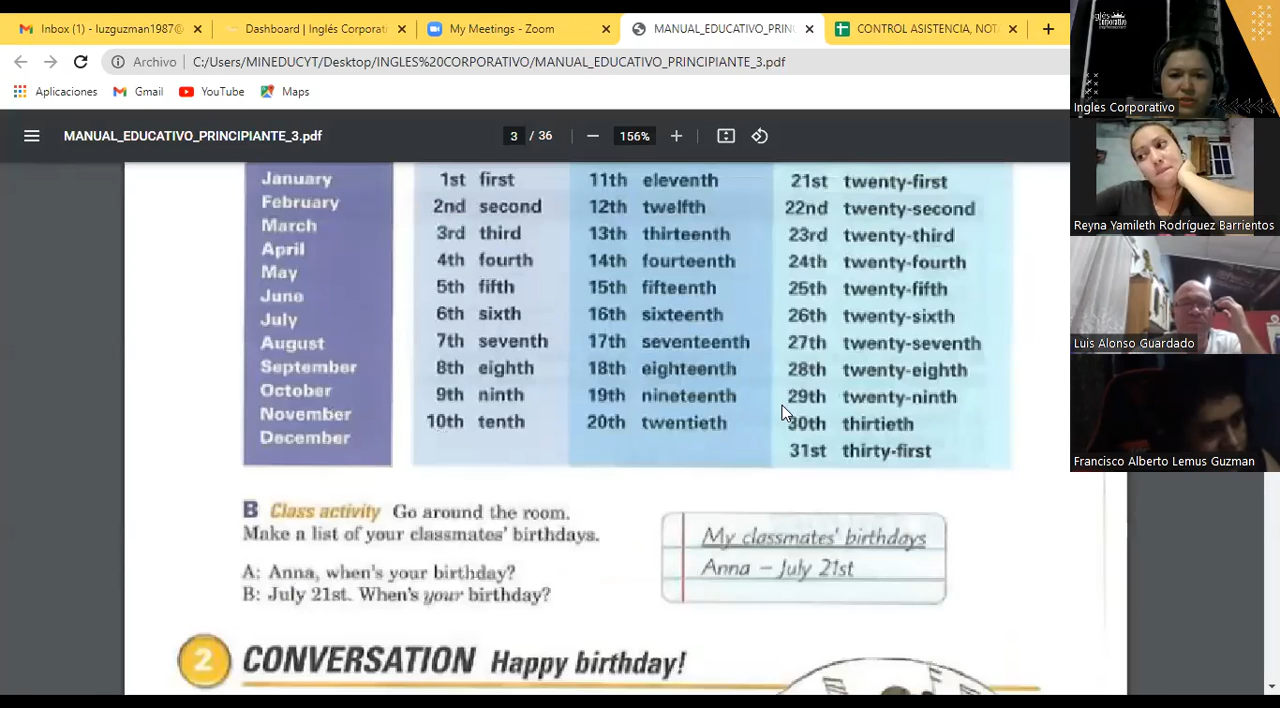 Inbox (1) - luzguzman1987@
Dashboard | Inglés Corporati
My Meetings - Zoom
MANUAL_EDUCATIVO_PRIN
CONTROL ASISTENCIA, NOT
Archivo
C:/Users/MINEDUCYT/Desktop/INGLES%20CORPORATIVO/MANUAL_EDUCATIVO_PRINCIPIANTE_3.pdf
Aplicaciones
Gmail
YouTube
Maps
MANUAL_EDUCATIVO_PRINCIPIANTE_3.pdf
3 / 36
156%
January
February
March
April
May
June
July
August
September
October
November
December
1st first
2nd second
3rd third
4th fourth
5th fifth
6th sixth
7th seventh
8th eighth
9th ninth
10th tenth
11th eleventh
12th twelfth
13th thirteenth
14th fourteenth
15th fifteenth
16th sixteenth
17th seventeenth
18th eighteenth
19th nineteenth
20th twentieth
21st twenty-first
22nd twenty-second
23rd twenty-third
24th twenty-fourth
25th twenty-fifth
26th twenty-sixth
27th twenty-seventh
28th twenty-eighth
29th twenty-ninth
30th thirtieth
31st thirty-first
B Class activity Go around the room.
Make a list of your classmates' birthdays.
A: Anna, when's your birthday?
B: July 21st. When's your birthday?
My classmates' birthdays
Anna – July 21st
2 CONVERSATION Happy birthday!
Inglés
Corporativo
Ingles Corporativo
Reyna Yamileth Rodríguez Barrientos
Luis Alonso Guardado
Francisco Alberto Lemus Guzman